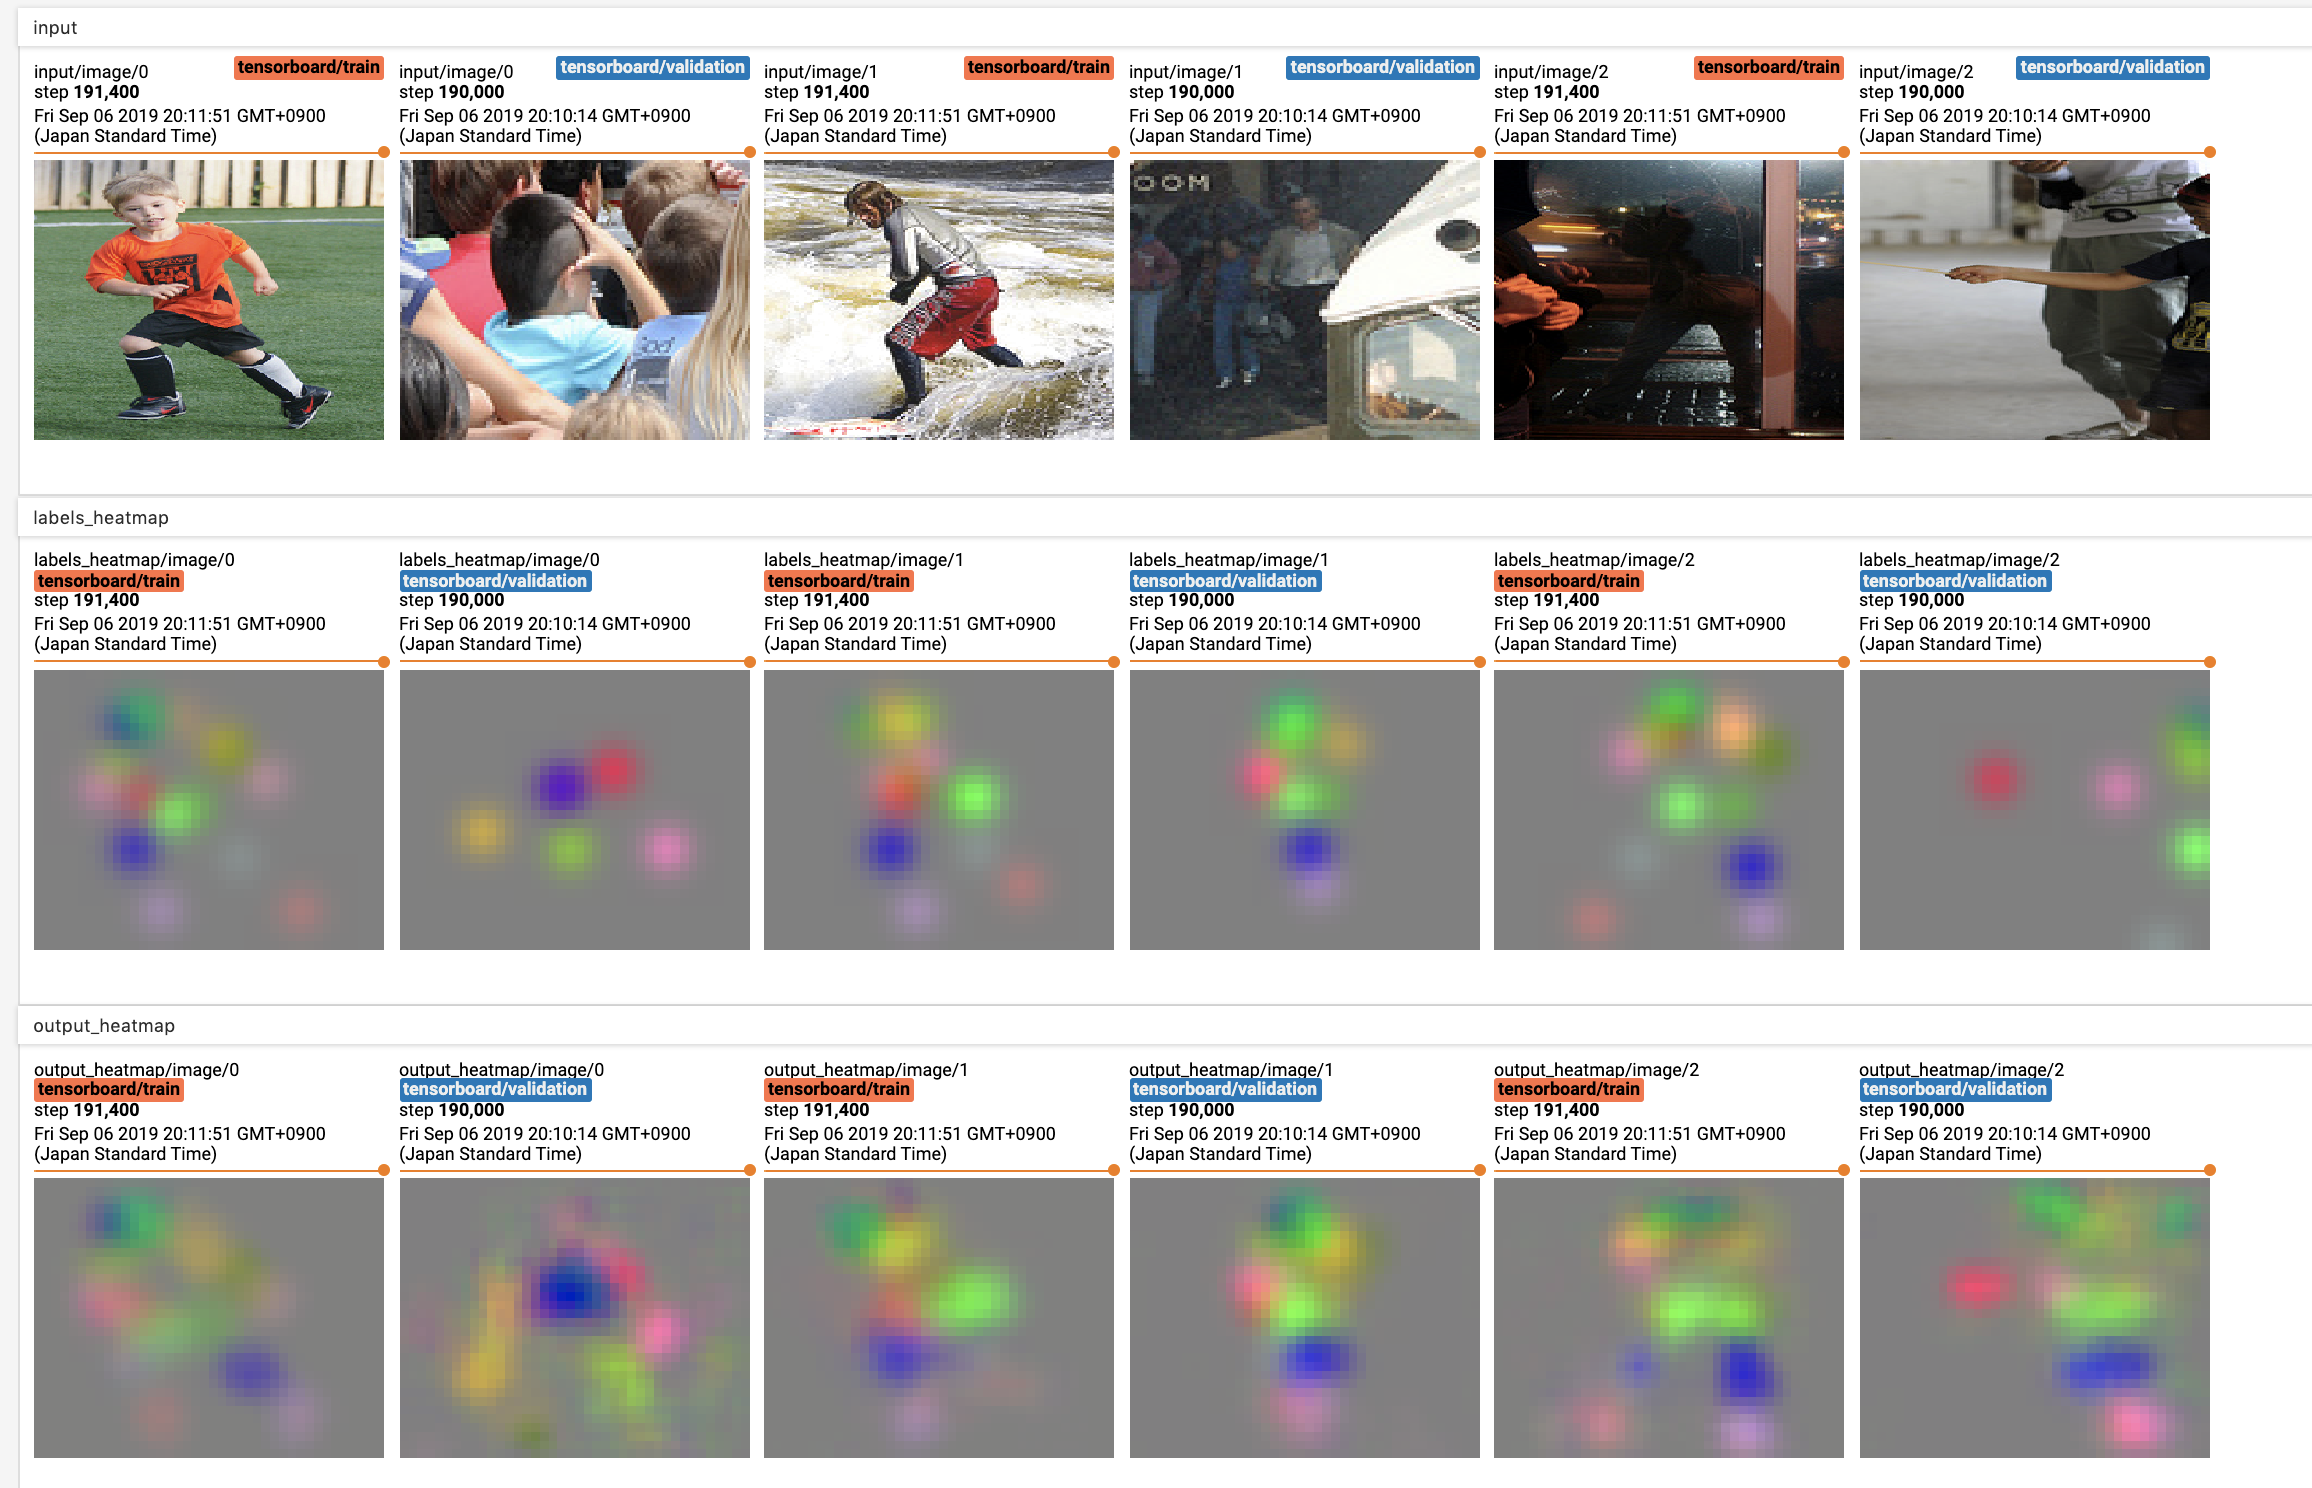 input
input/image/0 tensorboard/train
step 191,400
Fri Sep 06 2019 20:11:51 GMT+0900
(Japan Standard Time)
input/image/0 tensorboard/validation
step 190,000
Fri Sep 06 2019 20:10:14 GMT+0900
(Japan Standard Time)
input/image/1 tensorboard/train
step 191,400
Fri Sep 06 2019 20:11:51 GMT+0900
(Japan Standard Time)
input/image/1 tensorboard/validation
step 190,000
Fri Sep 06 2019 20:10:14 GMT+0900
(Japan Standard Time)
input/image/2 tensorboard/train
step 191,400
Fri Sep 06 2019 20:11:51 GMT+0900
(Japan Standard Time)
input/image/2 tensorboard/validation
step 190,000
Fri Sep 06 2019 20:10:14 GMT+0900
(Japan Standard Time)
OOM
labels_heatmap
labels_heatmap/image/0
tensorboard/train
step 191,400
Fri Sep 06 2019 20:11:51 GMT+0900
(Japan Standard Time)
labels_heatmap/image/0
tensorboard/validation
step 190,000
Fri Sep 06 2019 20:10:14 GMT+0900
(Japan Standard Time)
labels_heatmap/image/1
tensorboard/train
step 191,400
Fri Sep 06 2019 20:11:51 GMT+0900
(Japan Standard Time)
labels_heatmap/image/1
tensorboard/validation
step 190,000
Fri Sep 06 2019 20:10:14 GMT+0900
(Japan Standard Time)
labels_heatmap/image/2
tensorboard/train
step 191,400
Fri Sep 06 2019 20:11:51 GMT+0900
(Japan Standard Time)
labels_heatmap/image/2
tensorboard/validation
step 190,000
Fri Sep 06 2019 20:10:14 GMT+0900
(Japan Standard Time)
output_heatmap
output_heatmap/image/0
tensorboard/train
step 191,400
Fri Sep 06 2019 20:11:51 GMT+0900
(Japan Standard Time)
output_heatmap/image/0
tensorboard/validation
step 190,000
Fri Sep 06 2019 20:10:14 GMT+0900
(Japan Standard Time)
output_heatmap/image/1
tensorboard/train
step 191,400
Fri Sep 06 2019 20:11:51 GMT+0900
(Japan Standard Time)
output_heatmap/image/1
tensorboard/validation
step 190,000
Fri Sep 06 2019 20:10:14 GMT+0900
(Japan Standard Time)
output_heatmap/image/2
tensorboard/train
step 191,400
Fri Sep 06 2019 20:11:51 GMT+0900
(Japan Standard Time)
output_heatmap/image/2
tensorboard/validation
step 190,000
Fri Sep 06 2019 20:10:14 GMT+0900
(Japan Standard Time)